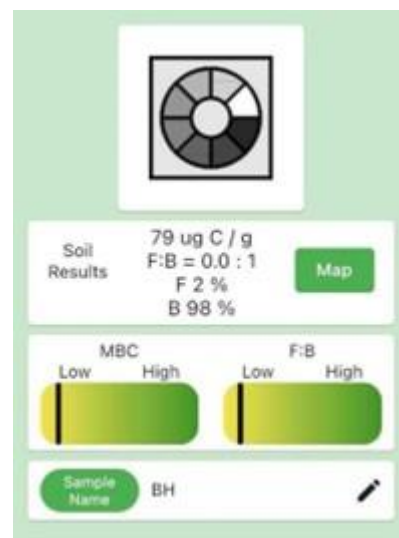 Soil Results
79 ug C / g
F:B = 0.0 : 1
F 2 %
B 98 %
Map
MBC
Low High
F:B
Low High
Sample Name
BH